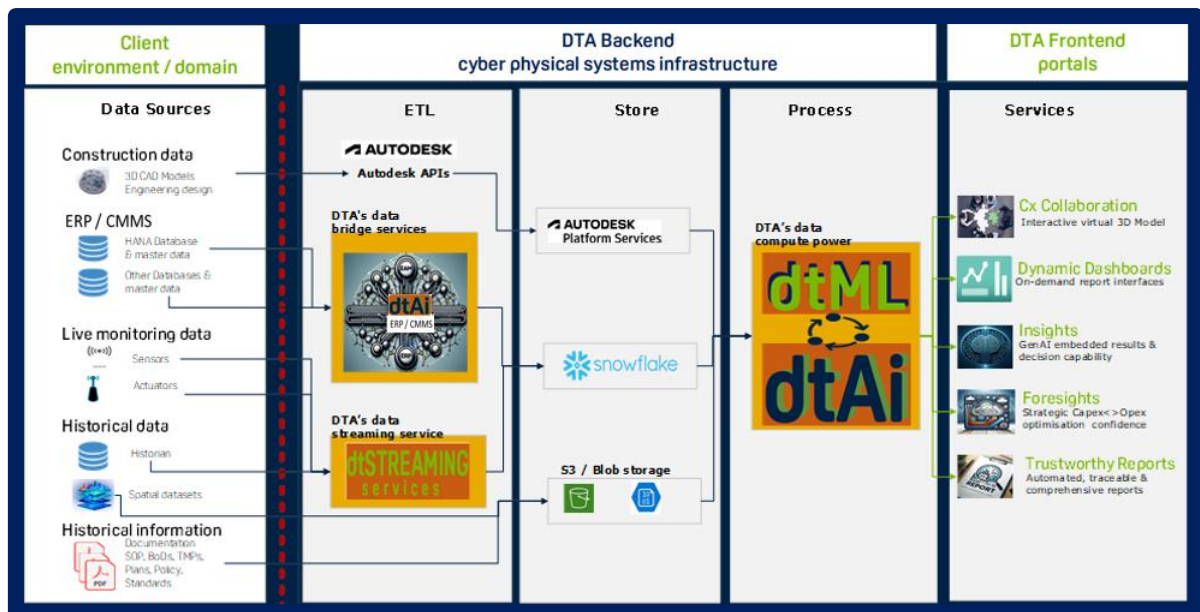 Client
environment / domain
DTA Backend
cyber physical systems infrastructure
DTA Frontend
portals
Data Sources
ETL
Store
Process
Services
Construction data
3D CAD Models
Engineering design
ERP / CMMS
HANA Database
& master data
Other Databases &
master data
Live monitoring data
Sensors
Actuators
Historical data
Historian
Spatial datasets
Historical information
Documentation
SOP, BoDs, TMPs,
Plans, Policy,
Standards
PDF
AUTODESK
Autodesk APIs
DTA's data
bridge services
ERP
dtAi
ERP / CMMS
ERP
DTA's data
streaming service
dtSTREAMING
services
AUTODESK
Platform Services
snowflake
S3 / Blob storage
DTA's data
compute power
dtML
dtAi
Cx Collaboration
Interactive virtual 3D Model
Dynamic Dashboards
On-demand report interfaces
Insights
GenAI embedded results &
decision capability
Foresights
Strategic Capex<>Opex
optimisation confidence
Trustworthy Reports
Automated, traceable &
comprehensive reports
REPORT